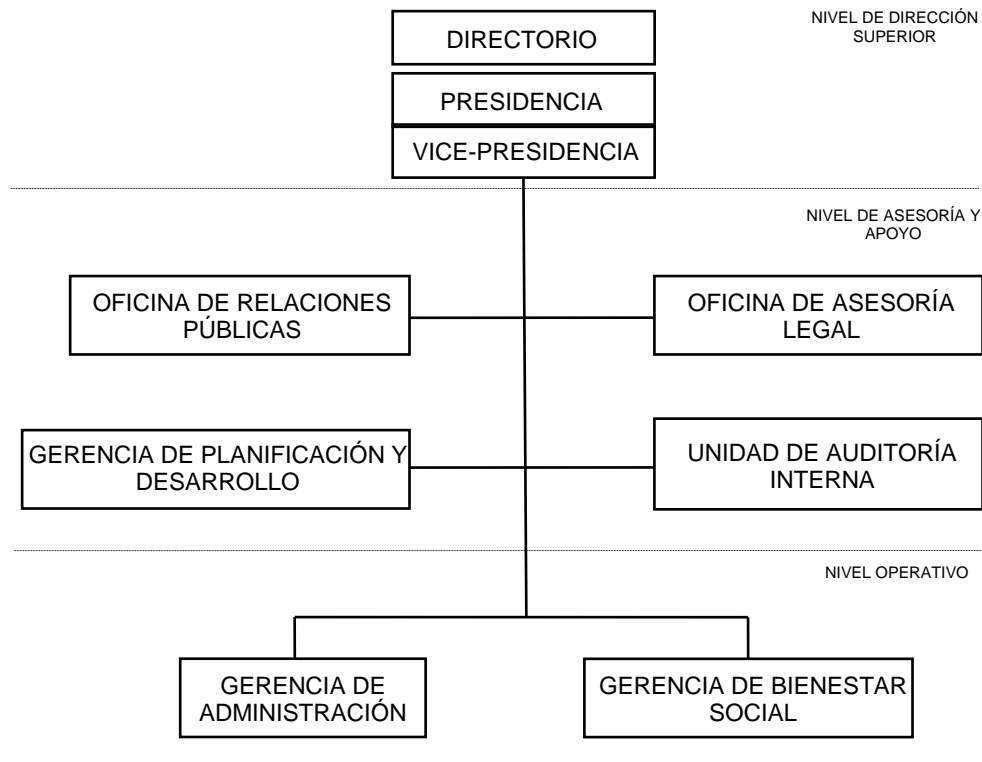 NIVEL DE DIRECCIÓN
SUPERIOR
DIRECTORIO
PRESIDENCIA
VICE-PRESIDENCIA
NIVEL DE ASESORÍA Y
APOYO
OFICINA DE RELACIONES
PÚBLICAS
OFICINA DE ASESORÍA
LEGAL
GERENCIA DE PLANIFICACIÓN Y
DESARROLLO
UNIDAD DE AUDITORÍA
INTERNA
NIVEL OPERATIVO
GERENCIA DE
ADMINISTRACIÓN
GERENCIA DE BIENESTAR
SOCIAL